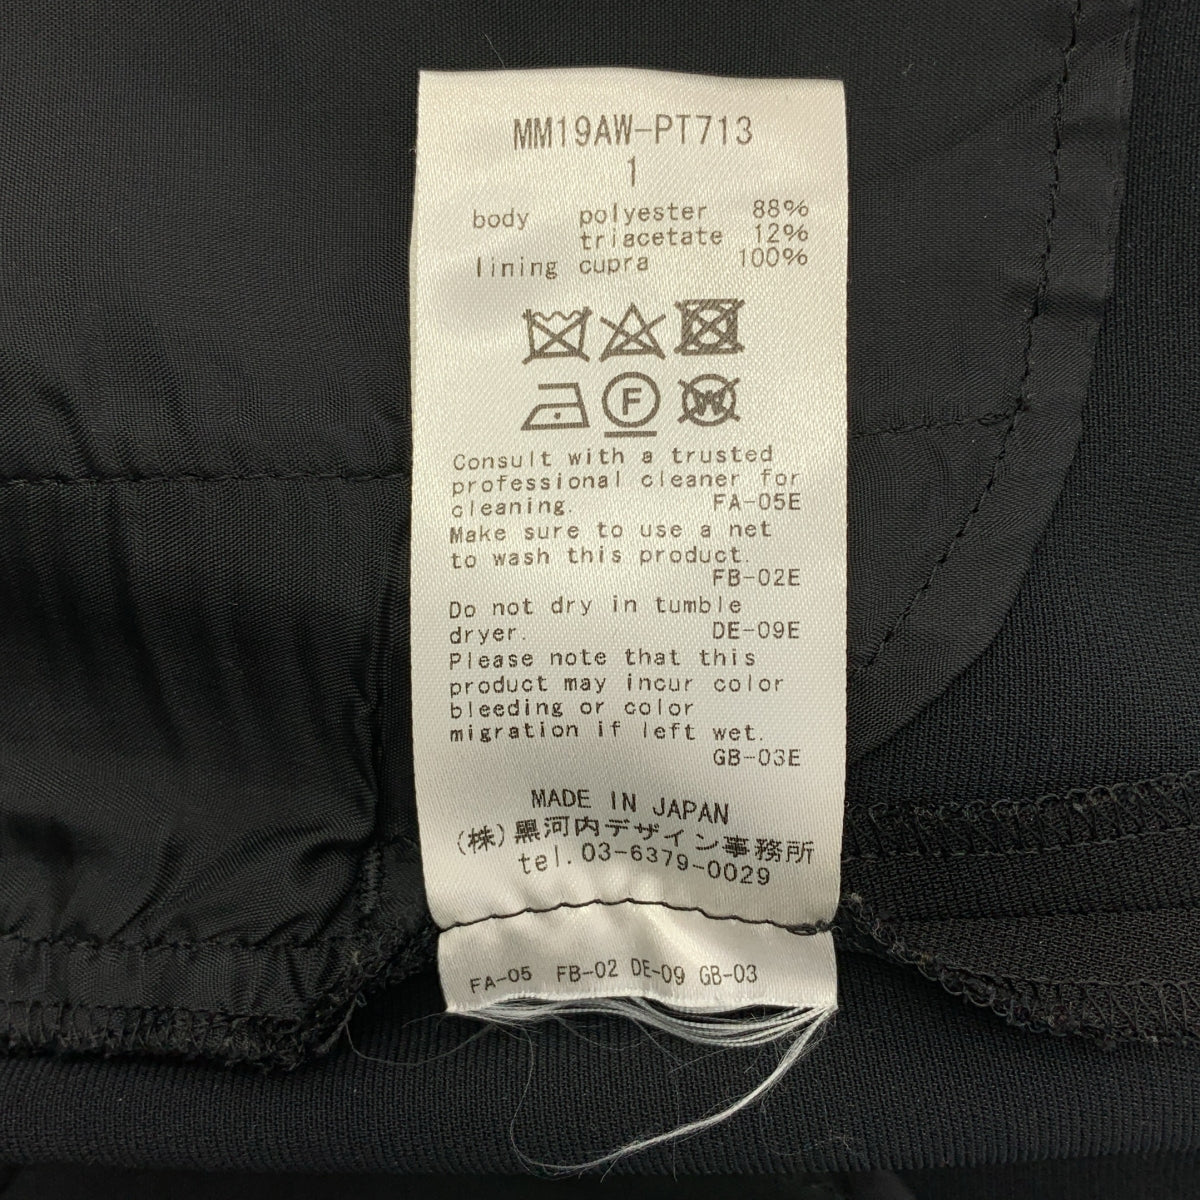 MM19AW-PT713
1
body polyester 88%
triacetate 12%
lining cupra 100%
F W
Consult with a trusted
professional cleaner for
cleaning. FA-05E
Make sure to use a net
to wash this product.
FB-02E
Do not dry in tumble
dryer. DE-09E
Please note that this
product may incur color
bleeding or color
migration if left wet.
GB-03E
MADE IN JAPAN
(株)黒河内デザイン事務所
tel.03-6379-0029
FA-05 FB-02 DE-09 GB-03